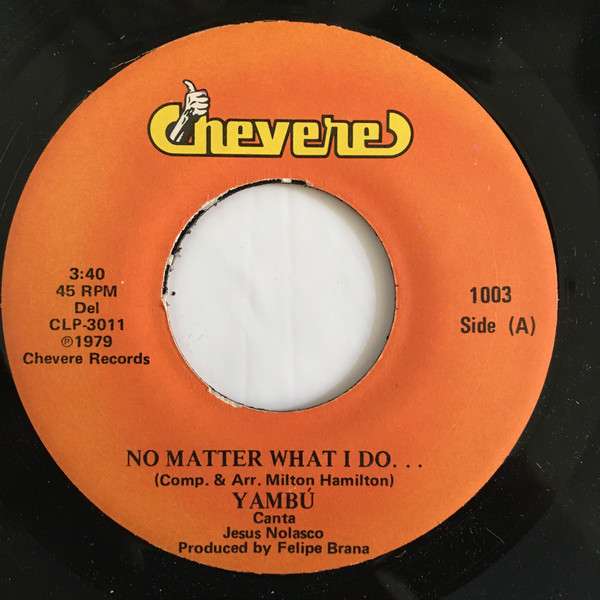 Chevere
3:40
45 RPM
Del
CLP-3011
℗1979
Chevere Records
1003
Side (A)
NO MATTER WHAT I DO. . .
(Comp. & Arr. Milton Hamilton)
YAMBÚ
Canta
Jesus Nolasco
Produced by Felipe Brana